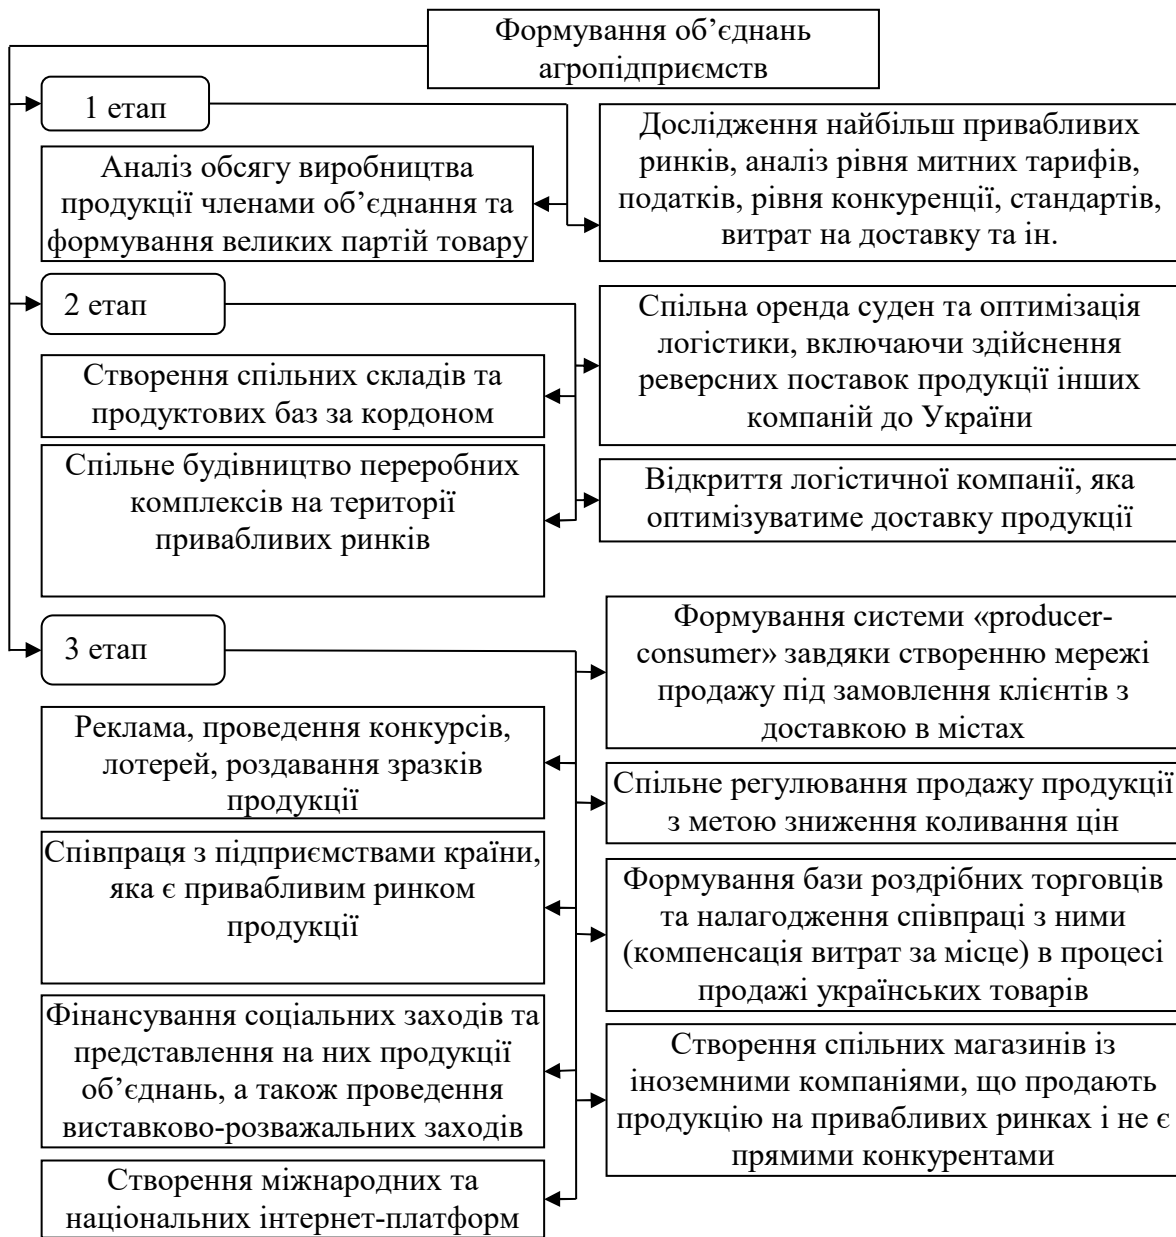 Формування об’єднань
агропідприємств
1 етап
Аналіз обсягу виробництва
продукції членами об’єднання та
формування великих партій товару
Дослідження найбільш привабливих
ринків, аналіз рівня митних тарифів,
податків, рівня конкуренції, стандартів,
витрат на доставку та ін.
2 етап
Створення спільних складів та
продуктових баз за кордоном
Спільне будівництво переробних
комплексів на території
привабливих ринків
Спільна оренда суден та оптимізація
логістики, включаючи здійснення
реверсних поставок продукції інших
компаній до України
Відкриття логістичної компанії, яка
оптимізуватиме доставку продукції
3 етап
Реклама, проведення конкурсів,
лотерей, роздавання зразків
продукції
Співпраця з підприємствами країни,
яка є привабливим ринком
продукції
Фінансування соціальних заходів та
представлення на них продукції
об’єднань, а також проведення
виставково-розважальних заходів
Створення міжнародних та
національних інтернет-платформ
Формування системи «producer-
consumer» завдяки створенню мережі
продажу під замовлення клієнтів з
доставкою в містах
Спільне регулювання продажу продукції
з метою зниження коливання цін
Формування бази роздрібних торговців
та налагодження співпраці з ними
(компенсація витрат за місце) в процесі
продажі українських товарів
Створення спільних магазинів із
іноземними компаніями, що продають
продукцію на привабливих ринках і не є
прямими конкурентами